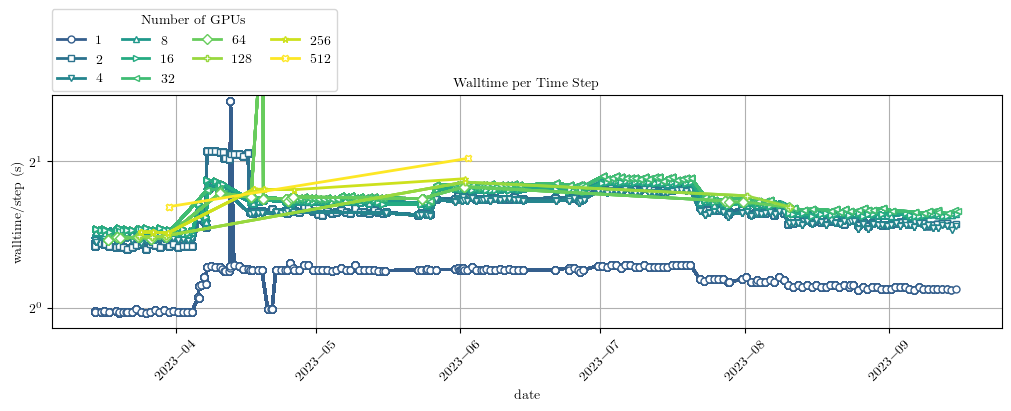 Number of GPUs
1 8 64 256
2 16 128 512
4 32
Walltime per Time Step
walltime/step (s)
2^1
2^0
2023−04 2023−05 2023−06 2023−07 2023−08 2023−09
date